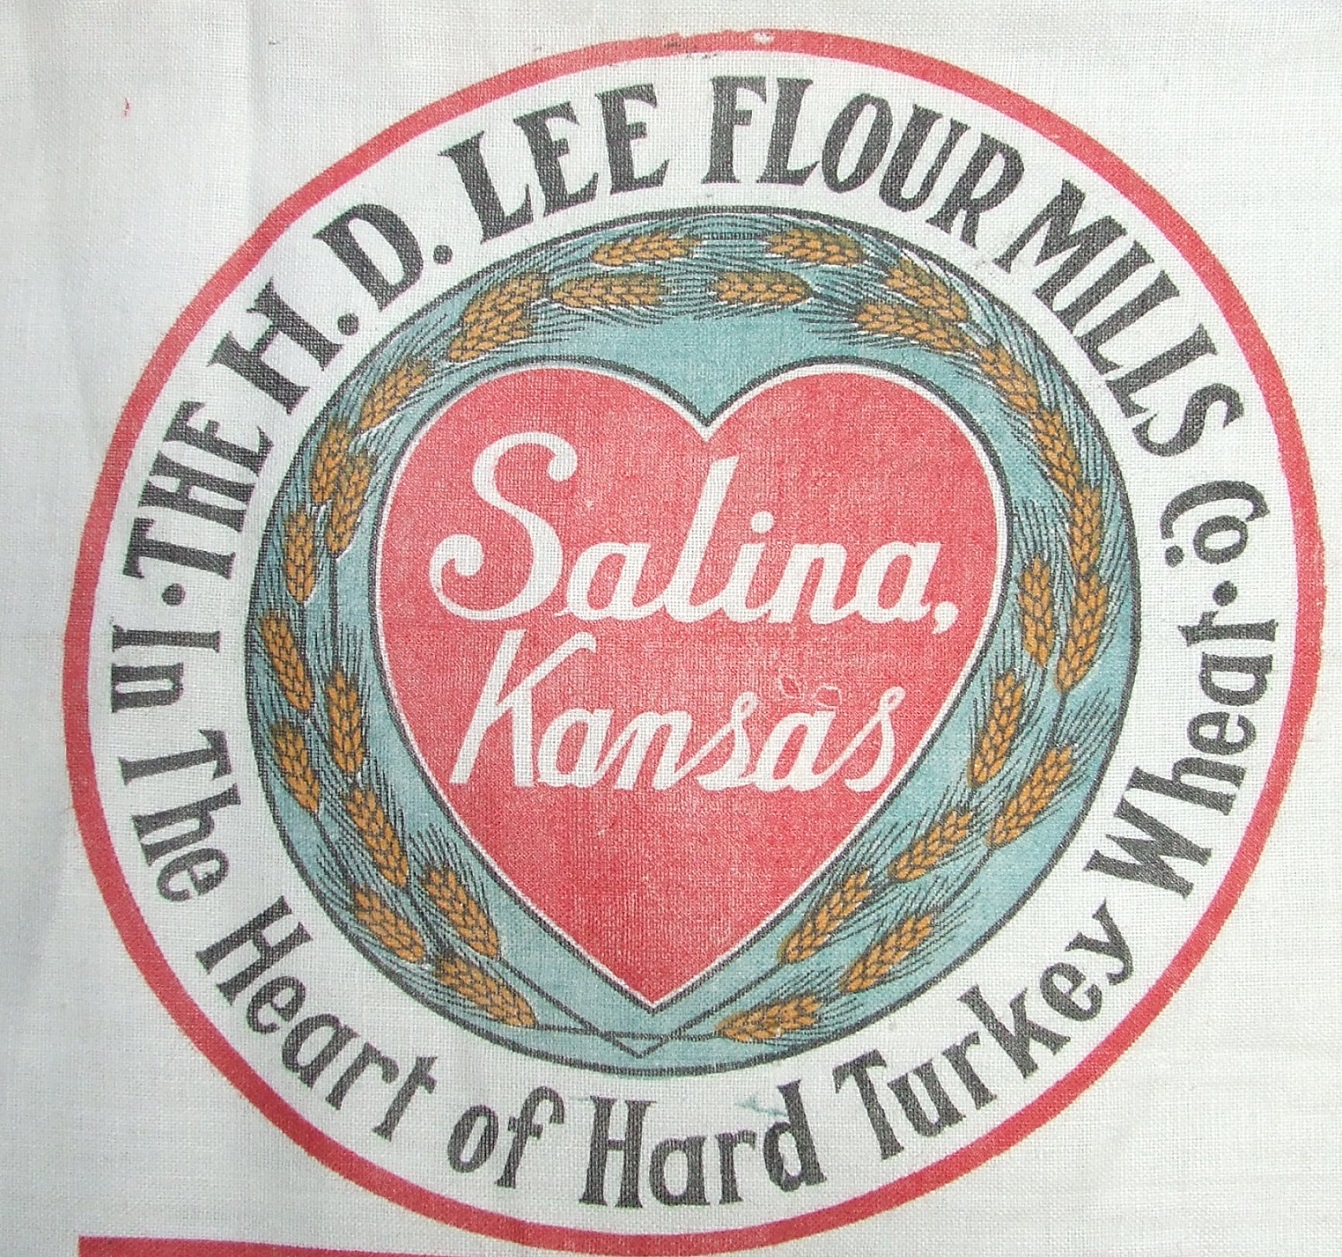 · THE H.D. LEE FLOUR MILLS Co ·
Salina,
Kansas
In The Heart of Hard Turkey Wheat